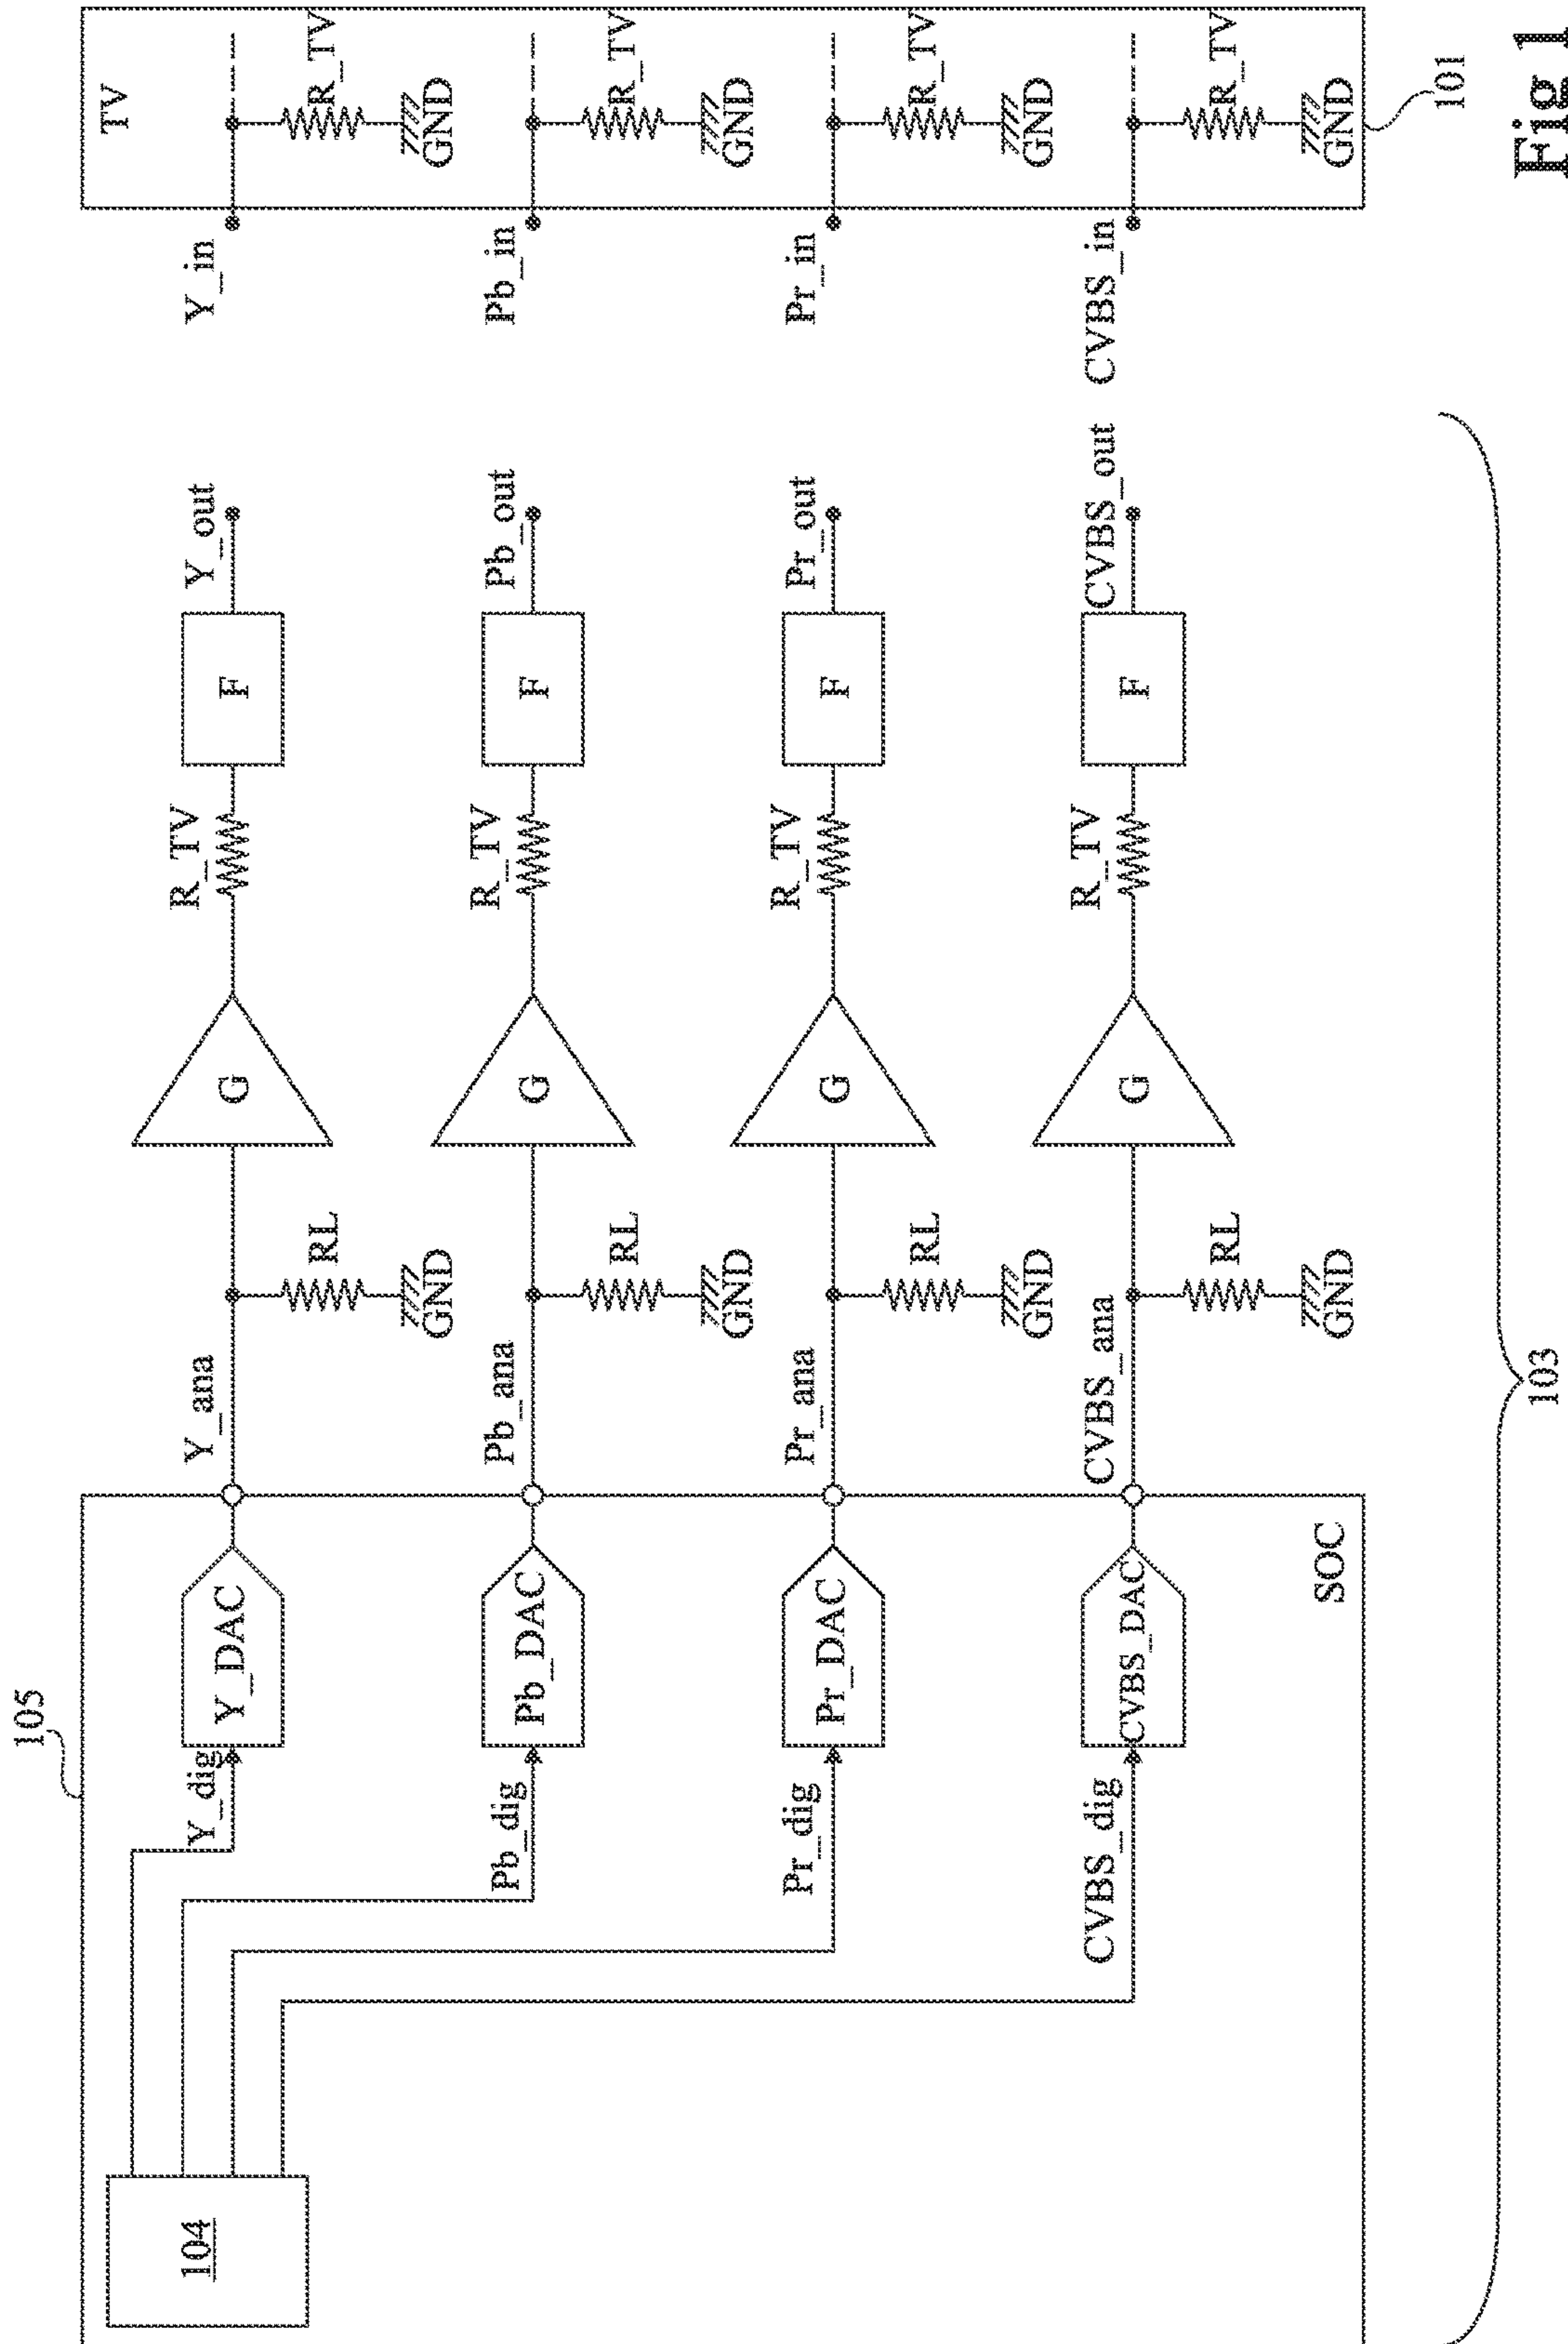 105
104
Y_dig
Y_DAC
Y_ana
RL
GND
G
R_TV
F
Y_out
Y_in
TV
R_TV
GND
Pb_dig
Pb_DAC
Pb_ana
RL
GND
G
R_TV
F
Pb_out
Pb_in
R_TV
GND
Pr_dig
Pr_DAC
Pr_ana
RL
GND
G
R_TV
F
Pr_out
Pr_in
R_TV
GND
CVBS_dig
CVBS_DAC
CVBS_ana
RL
GND
G
R_TV
F
CVBS_out
CVBS_in
R_TV
GND
SOC
101
103
Fig 1